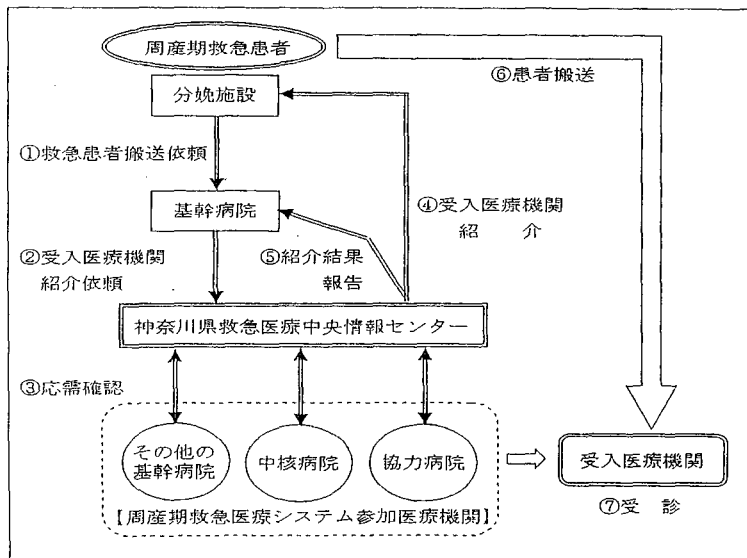 周産期救急患者
⑥患者搬送
分娩施設
①救急患者搬送依頼
基幹病院
④受入医療機関
紹　介
②受入医療機関
紹介依頼
⑤紹介結果
報告
神奈川県救急医療中央情報センター
③応需確認
その他の
基幹病院
中核病院
協力病院
受入医療機関
【周産期救急医療システム参加医療機関】
⑦受　診